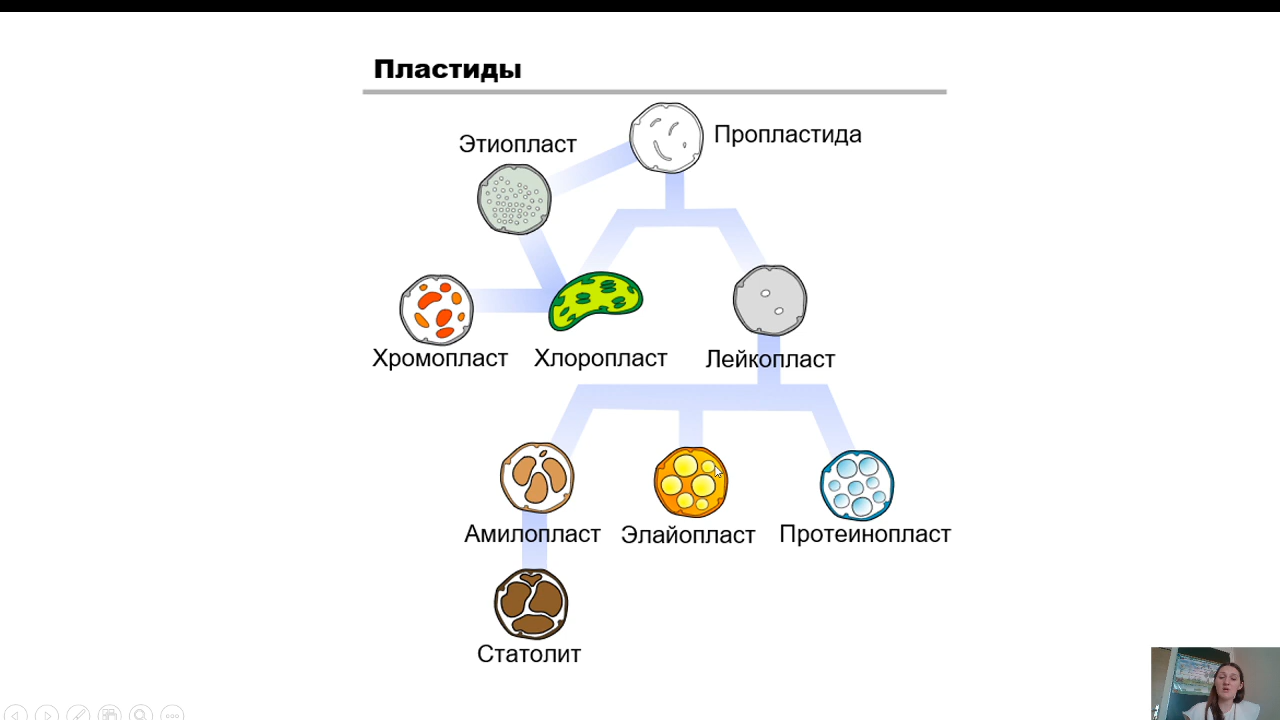 Пластиды
Этиопласт
Пропластида
Хромопласт
Хлоропласт
Лейкопласт
Амилопласт
Элайопласт
Протеинопласт
Статолит